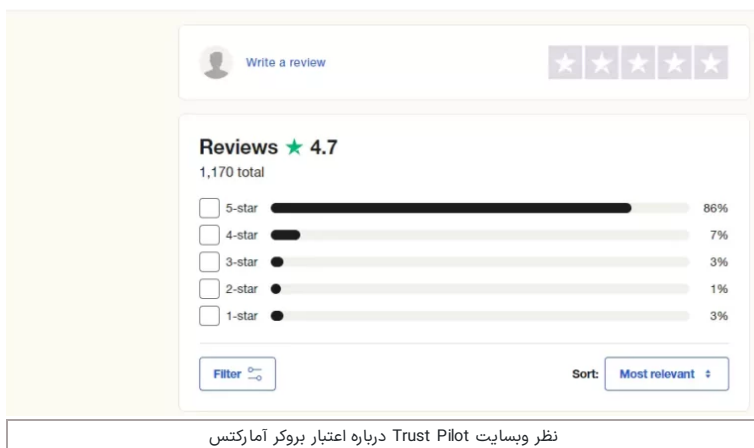 Write a review
Reviews ★ 4.7
1,170 total
5-star 86%
4-star 7%
3-star 3%
2-star 1%
1-star 3%
Filter Sort: Most relevant
نظر وبسایت Trust Pilot درباره اعتبار بروکر آمارکتس